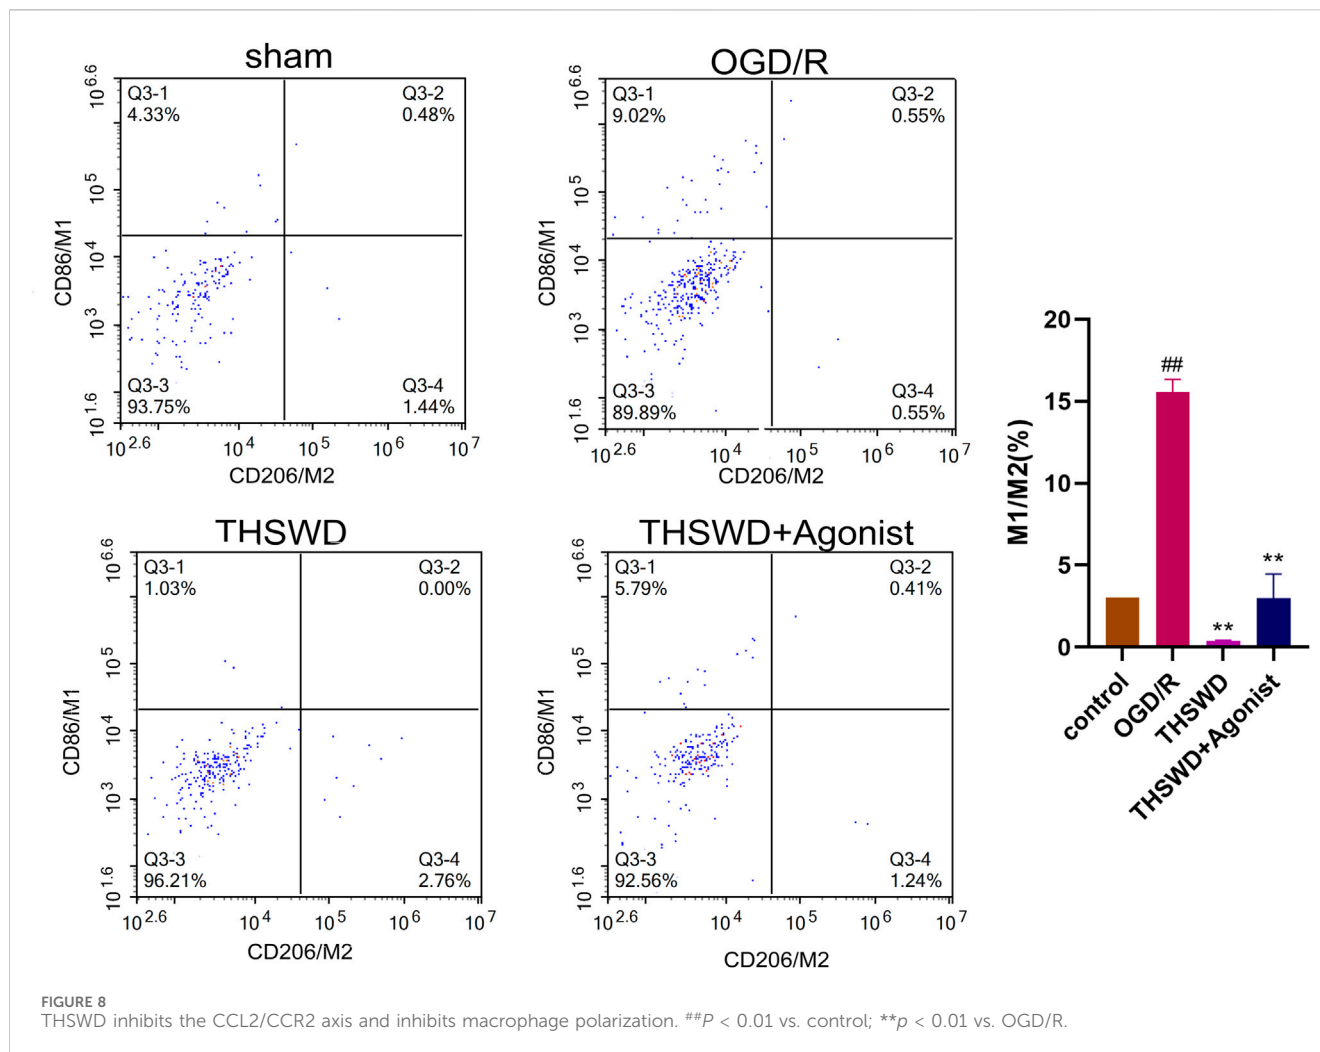 sham
10^6.6
Q3-1
4.33%
Q3-2
0.48%
10^5
CD86/M1
10^4
10^3
Q3-3
93.75%
Q3-4
1.44%
10^1.6
10^2.6 10^4 10^5 10^6 10^7
CD206/M2
OGD/R
10^6.6
Q3-1
9.02%
Q3-2
0.55%
10^5
CD86/M1
10^4
10^3
Q3-3
89.89%
Q3-4
0.55%
10^1.6
10^2.6 10^4 10^5 10^6 10^7
CD206/M2
THSWD
10^6.6
Q3-1
1.03%
Q3-2
0.00%
10^5
CD86/M1
10^4
10^3
Q3-3
96.21%
Q3-4
2.76%
10^1.6
10^2.6 10^4 10^5 10^6 10^7
CD206/M2
THSWD+Agonist
10^6.6
Q3-1
5.79%
Q3-2
0.41%
10^5
CD86/M1
10^4
10^3
Q3-3
92.56%
Q3-4
1.24%
10^1.6
10^2.6 10^4 10^5 10^6 10^7
CD206/M2
M1/M2(%)
20
15
10
5
0
##
**
**
control
OGD/R
THSWD
THSWD+Agonist
FIGURE 8
THSWD inhibits the CCL2/CCR2 axis and inhibits macrophage polarization. ##P < 0.01 vs. control; **p < 0.01 vs. OGD/R.